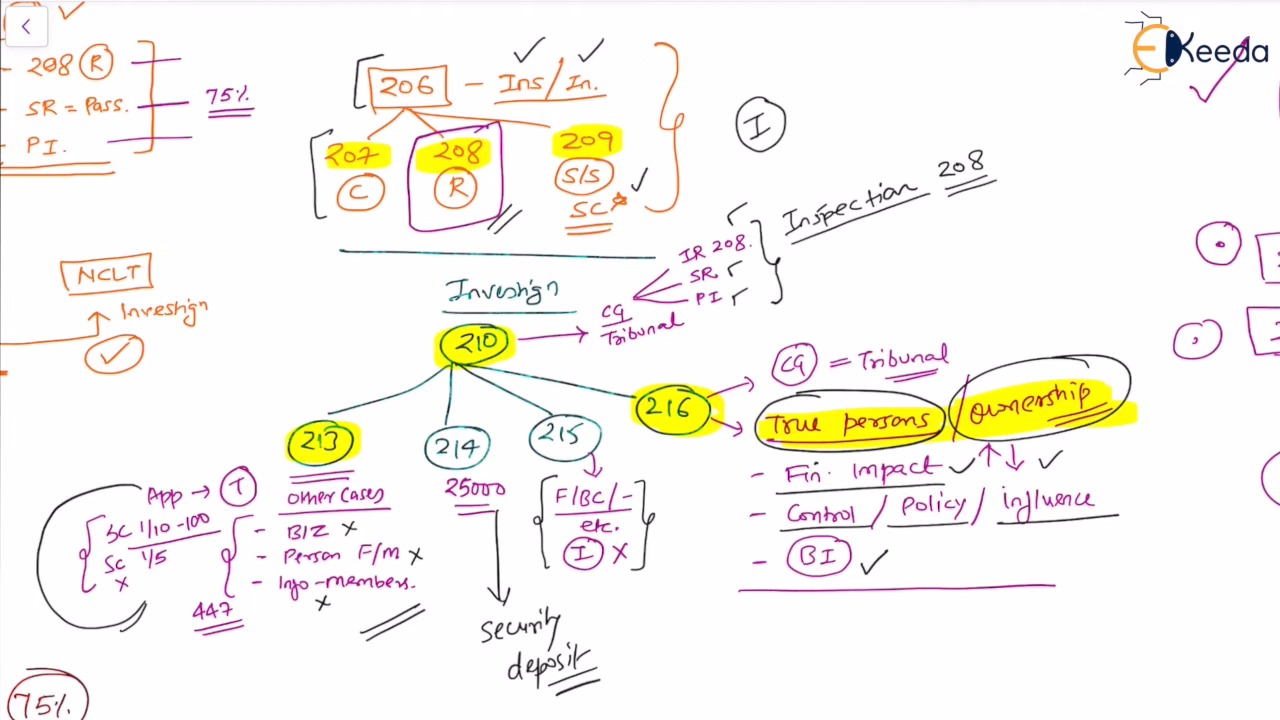 EKeeda
208 (R)
SR = Pass.
PI.
75%
206 - Ins/In.
207 208 209
C R S/S
SC
I
Inspection 208
NCLT
Investign
Investign
210
CG
Tribunal
IR 208.
SR
PI
213 214 215 216
CG = Tribunal
True persons / ownership
- Fin. Impact
- Control / Policy / influence
- BI
App → T
SC 1/10 - 100
SC 1/5
447
other cases
- BIZ x
- Person F/M x
- Info-members.
x
25000
security
deposit
F/BC/-
etc.
I X
75%